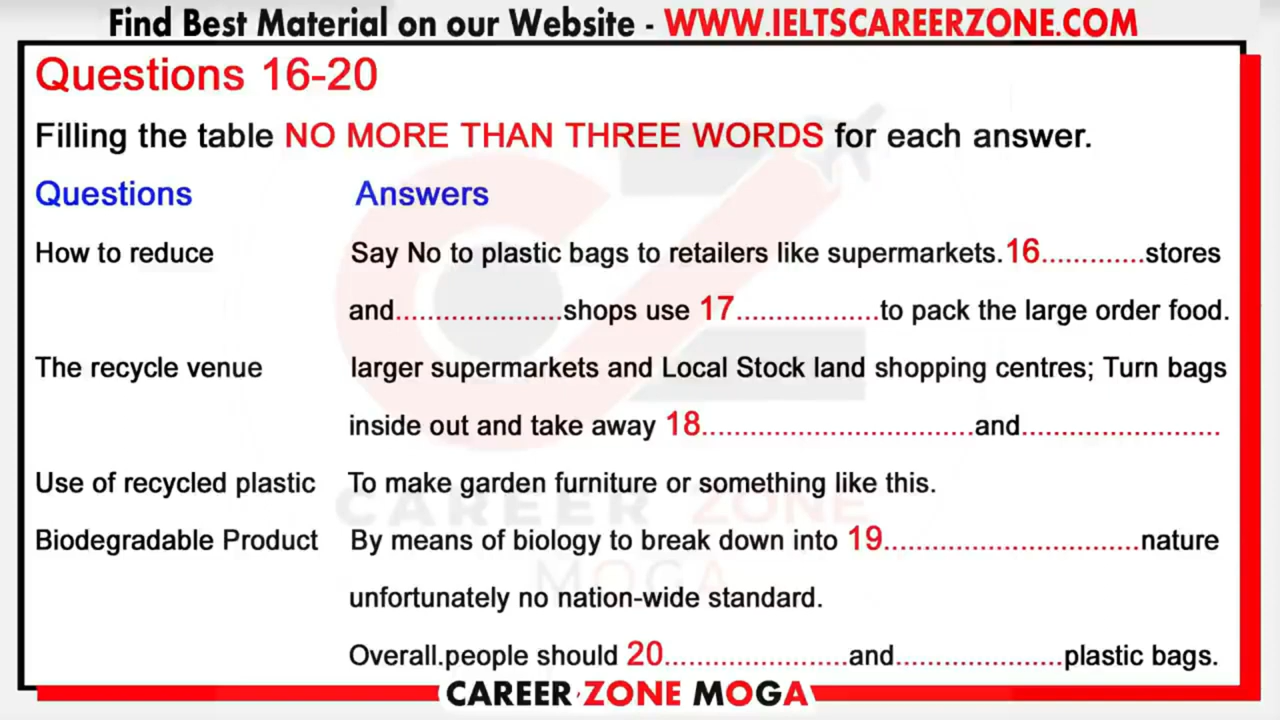 Find Best Material on our Website - WWW.IELTSCAREERZONE.COM
Questions 16-20
Filling the table NO MORE THAN THREE WORDS for each answer.
Questions Answers
How to reduce Say No to plastic bags to retailers like supermarkets.16.............stores
and.....................shops use 17..................to pack the large order food.
The recycle venue larger supermarkets and Local Stock land shopping centres; Turn bags
inside out and take away 18..................................and.........................
Use of recycled plastic To make garden furniture or something like this.
CAREER ZONE
Biodegradable Product By means of biology to break down into 19................................nature
MOGA
unfortunately no nation-wide standard.
Overall.people should 20.......................and.....................plastic bags.
CAREER ZONE MOGA